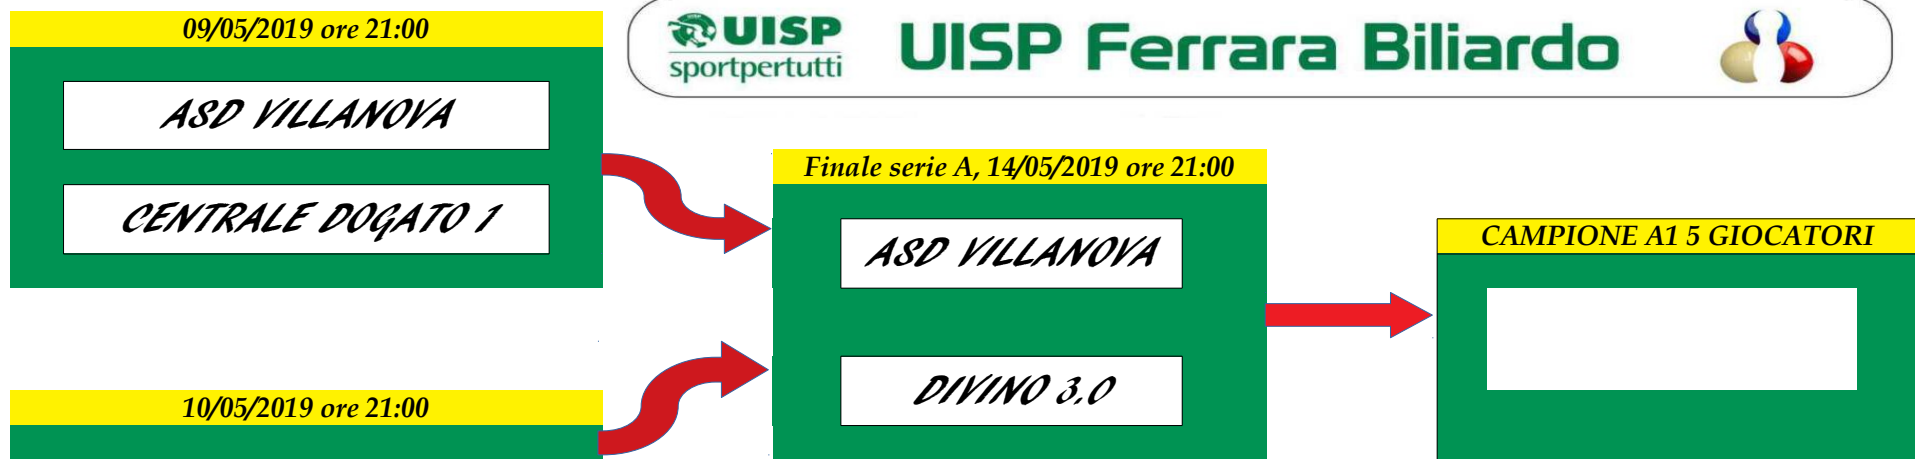 09/05/2019 ore 21:00
ASD VILLANOVA
CENTRALE DOGATO 1
10/05/2019 ore 21:00
UISP
sportpertutti
UISP Ferrara Biliardo
Finale serie A, 14/05/2019 ore 21:00
ASD VILLANOVA
DIVINO 3.0
CAMPIONE A1 5 GIOCATORI